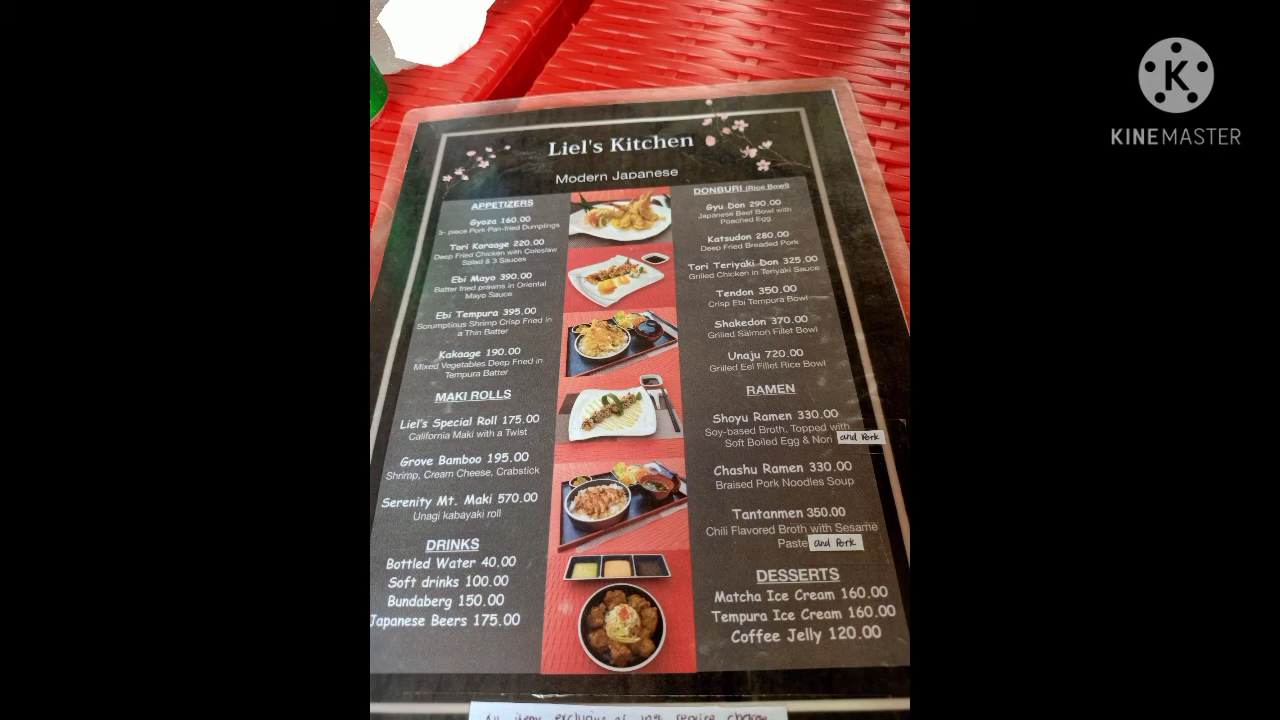 Liel's Kitchen
Modern Japanese
APPETIZERS
Gyoza 160.00
5- piece Pork Pan-fried Dumplings
Tori Karaage 220.00
Deep Fried Chicken with Coleslaw
Salad & 3 Sauces
Ebi Mayo 390.00
Batter fried prawns in Oriental
Mayo Sauce
Ebi Tempura 395.00
Scrumptious Shrimp Crisp Fried in
a Thin Batter
Kakaage 190.00
Mixed Vegetables Deep Fried in
Tempura Batter
MAKI ROLLS
Liel's Special Roll 175.00
California Maki with a Twist
Grove Bamboo 195.00
Shrimp, Cream Cheese, Crabstick
Serenity Mt. Maki 570.00
Unagi kabayaki roll
DRINKS
Bottled Water 40.00
Soft drinks 100.00
Bundaberg 150.00
Japanese Beers 175.00
DONBURI (Rice Bowl)
Gyu Don 290.00
Japanese Beef Bowl with
Poached Egg
Katsudon 280.00
Deep Fried Breaded Pork
Tori Teriyaki Don 325.00
Grilled Chicken in Teriyaki Sauce
Tendon 350.00
Crisp Ebi Tempura Bowl
Shakedon 370.00
Grilled Salmon Fillet Bowl
Unaju 720.00
Grilled Eel Fillet Rice Bowl
RAMEN
Shoyu Ramen 330.00
Soy-based Broth, Topped with
Soft Boiled Egg & Nori and Pork
Chashu Ramen 330.00
Braised Pork Noodles Soup
Tantanmen 350.00
Chili Flavored Broth with Sesame
Paste and Pork
DESSERTS
Matcha Ice Cream 160.00
Tempura Ice Cream 160.00
Coffee Jelly 120.00
All items exclusive of 10% service charge
K
KINEMASTER